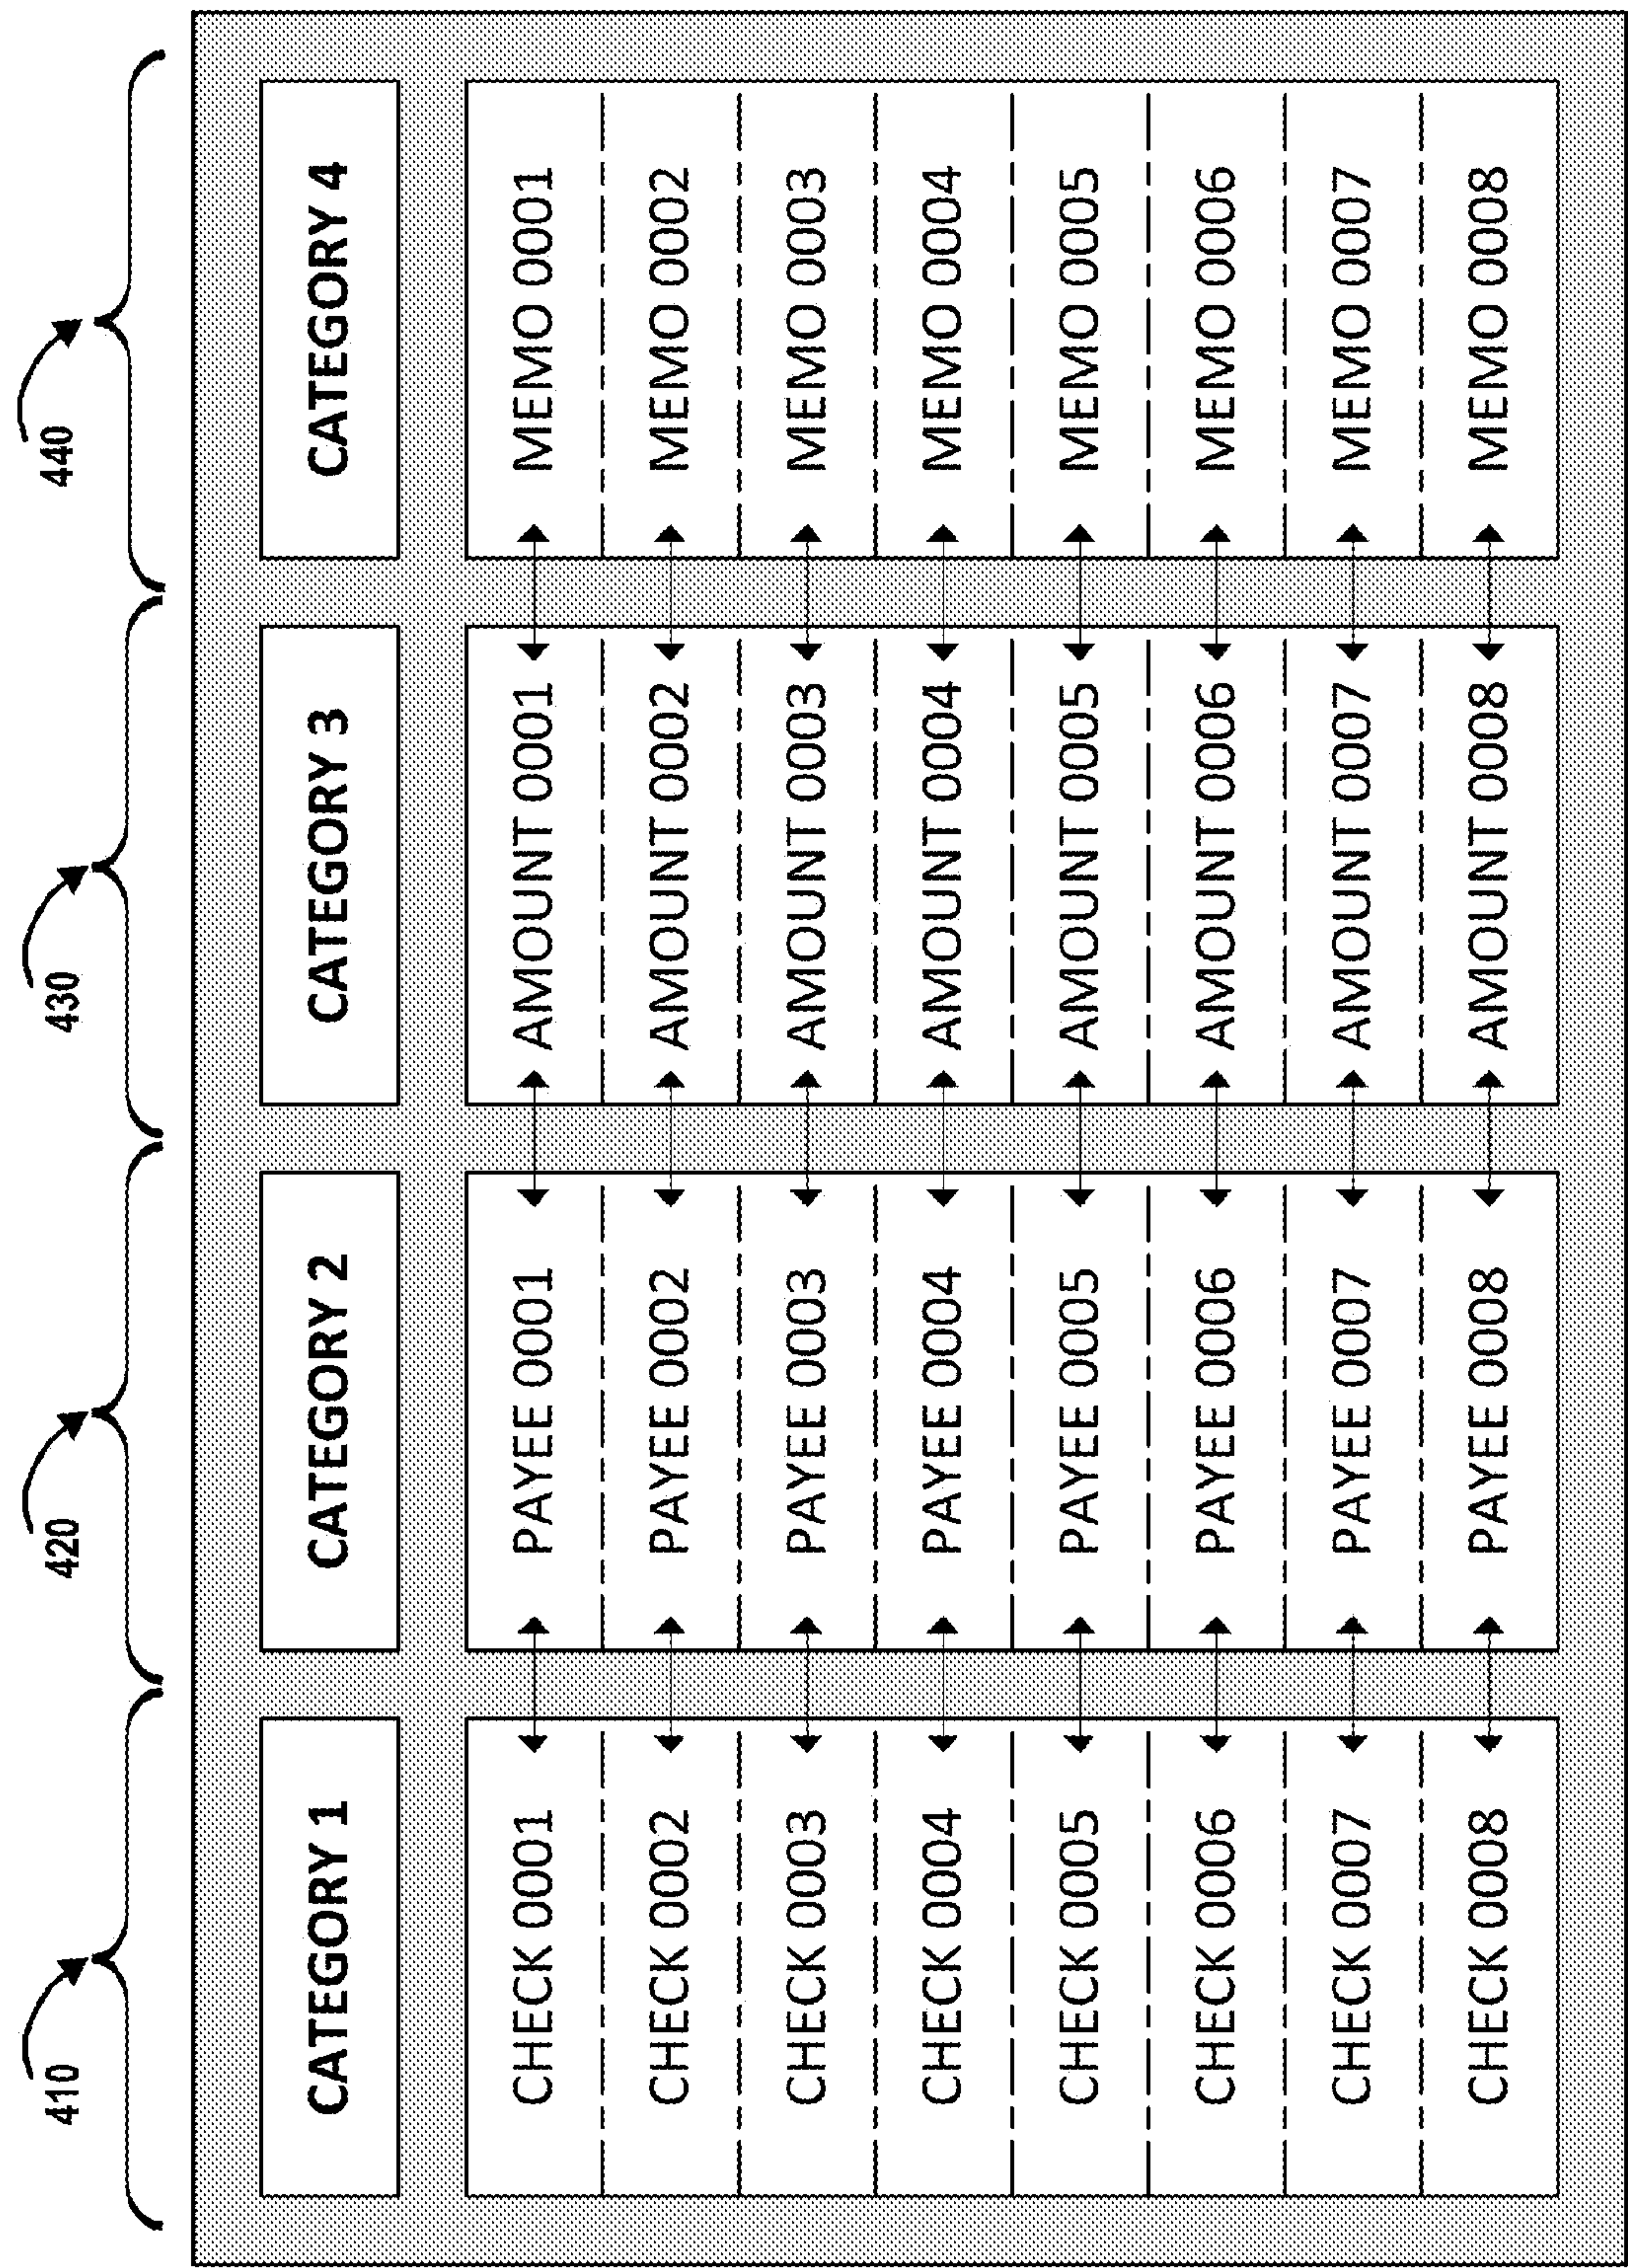 410 420 430 440
CATEGORY 1 CATEGORY 2 CATEGORY 3 CATEGORY 4
CHECK 0001 PAYEE 0001 AMOUNT 0001 MEMO 0001
CHECK 0002 PAYEE 0002 AMOUNT 0002 MEMO 0002
CHECK 0003 PAYEE 0003 AMOUNT 0003 MEMO 0003
CHECK 0004 PAYEE 0004 AMOUNT 0004 MEMO 0004
CHECK 0005 PAYEE 0005 AMOUNT 0005 MEMO 0005
CHECK 0006 PAYEE 0006 AMOUNT 0006 MEMO 0006
CHECK 0007 PAYEE 0007 AMOUNT 0007 MEMO 0007
CHECK 0008 PAYEE 0008 AMOUNT 0008 MEMO 0008